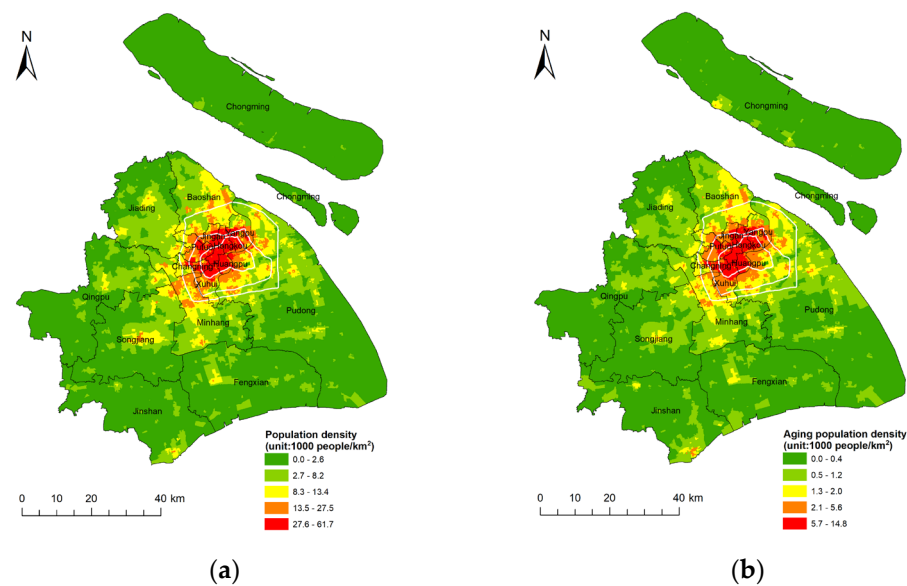 N
Chongming
Chongming
Baoshan
Jiading
Yangpu
Jing'an
Putuo
Hongkou
Changning
Huangpu
Xuhui
Qingpu
Pudong
Minhang
Songjiang
Fengxian
Jinshan
Population density
(unit:1000 people/km²)
0.0 - 2.6
2.7 - 8.2
8.3 - 13.4
13.5 - 27.5
27.6 - 61.7
0 10 20 40 km
(a)
N
Chongming
Chongming
Baoshan
Jiading
Yangpu
Jing'an
Putuo
Hongkou
Changning
Huangpu
Xuhui
Qingpu
Pudong
Minhang
Songjiang
Fengxian
Jinshan
Aging population density
(unit:1000 people/km²)
0.0 - 0.4
0.5 - 1.2
1.3 - 2.0
2.1 - 5.6
5.7 - 14.8
0 10 20 40 km
(b)